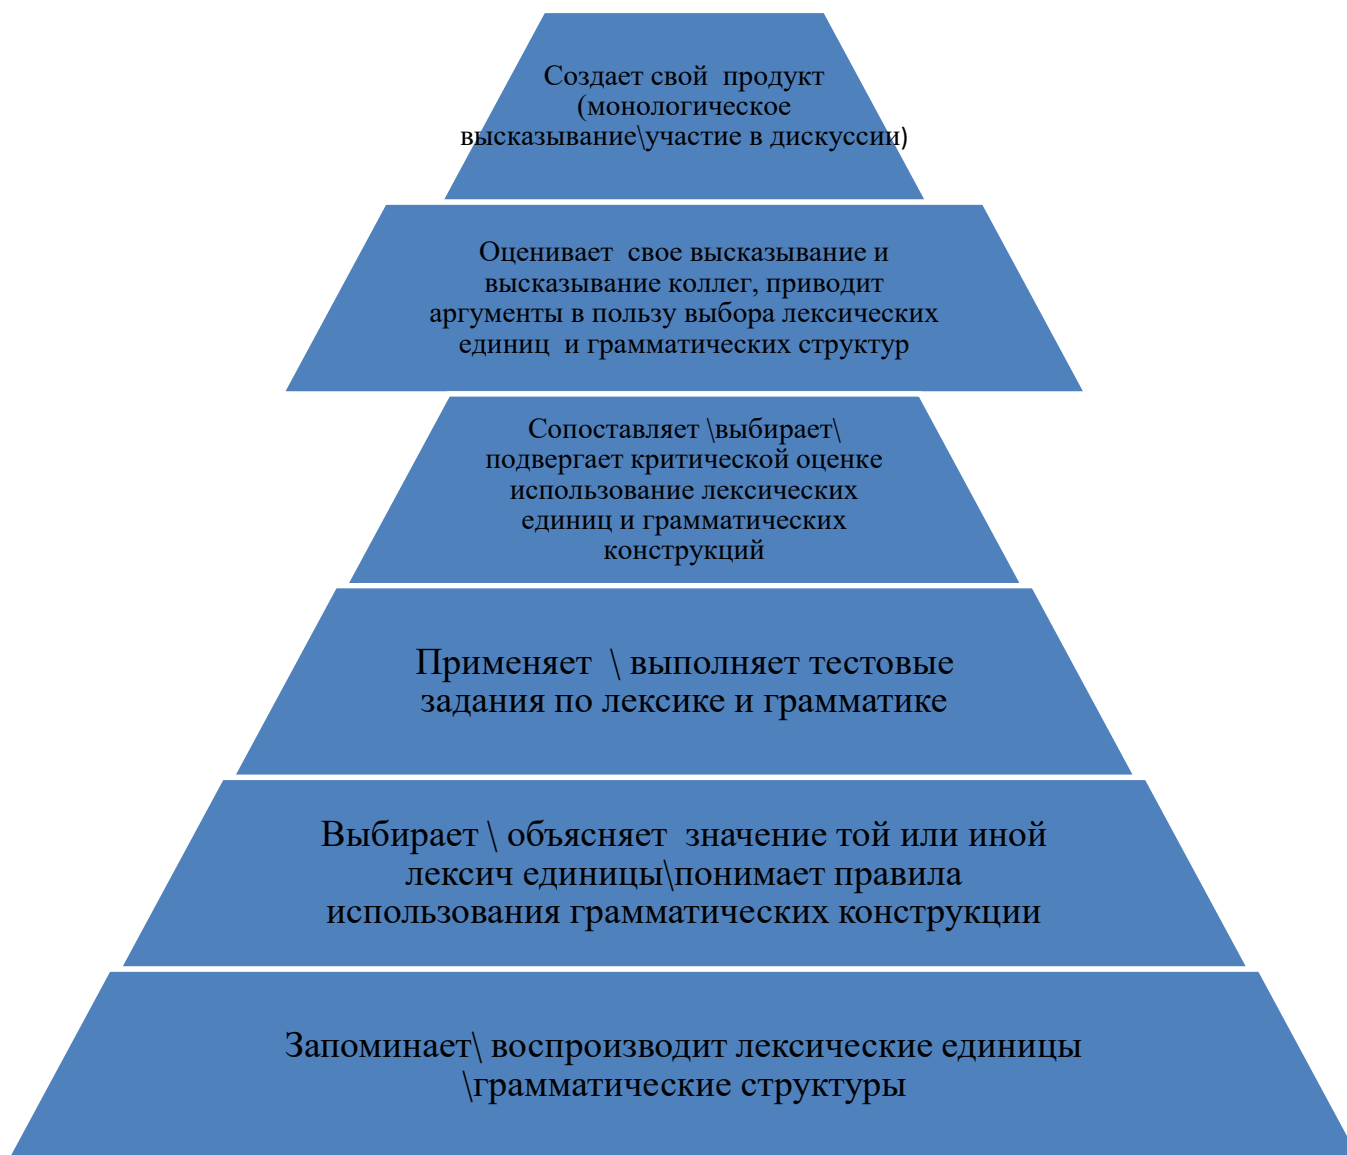 Создает свой  продукт
(монологическое
высказывание\участие в дискуссии)
Оценивает  свое высказывание и
высказывание коллег, приводит
аргументы в пользу выбора лексических
единиц  и грамматических структур
Сопоставляет \выбирает\
подвергает критической оценке
использование лексических
единиц и грамматических
конструкций
Применяет  \ выполняет тестовые
задания по лексике и грамматике
Выбирает \ объясняет  значение той или иной
лексич единицы\понимает правила
использования грамматических конструкции
Запоминает\ воспроизводит лексические единицы
\грамматические структуры